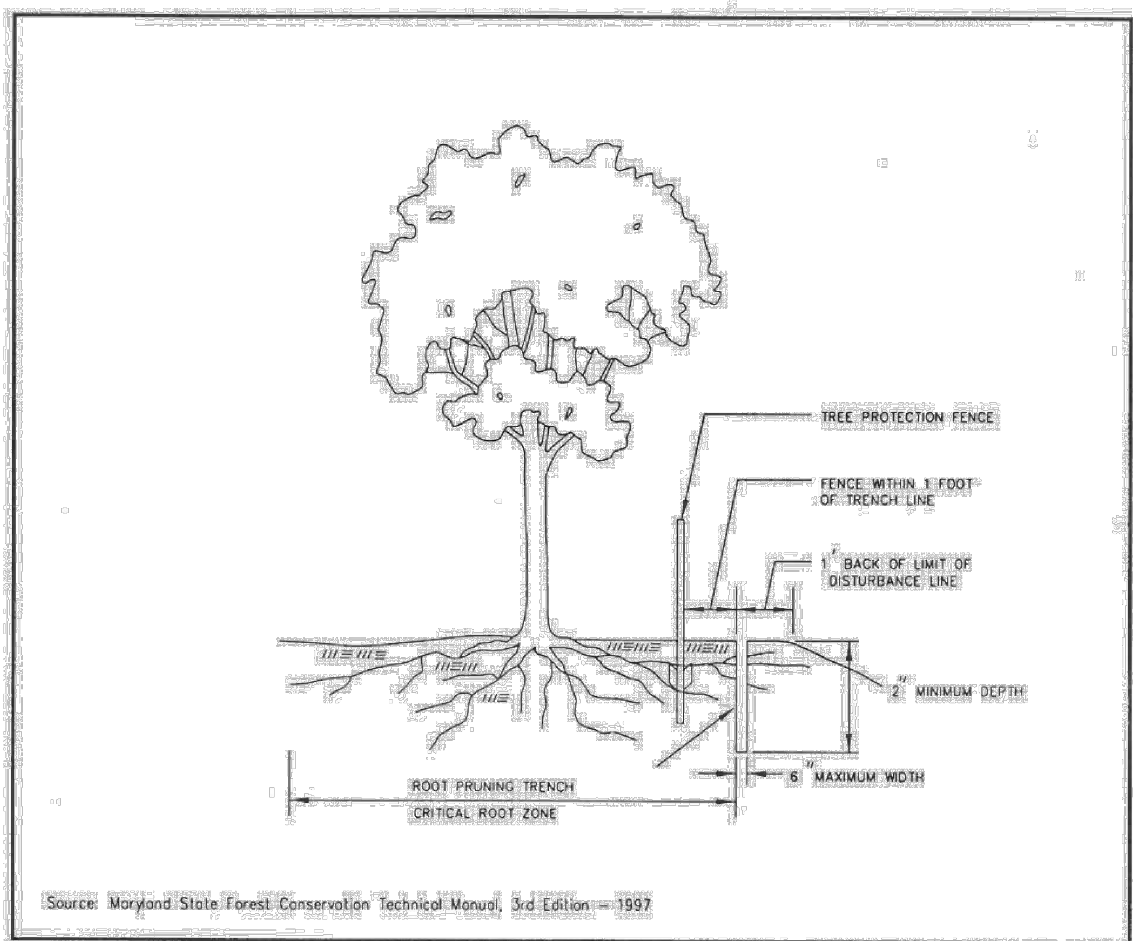 TREE PROTECTION FENCE
FENCE WITHIN 1 FOOT
OF TRENCH LINE
1" BACK OF LIMIT OF
DISTURBANCE LINE
2" MINIMUM DEPTH
6" MAXIMUM WIDTH
ROOT PRUNING TRENCH
CRITICAL ROOT ZONE
Source: Maryland State Forest Conservation Technical Manual, 3rd Edition – 1997